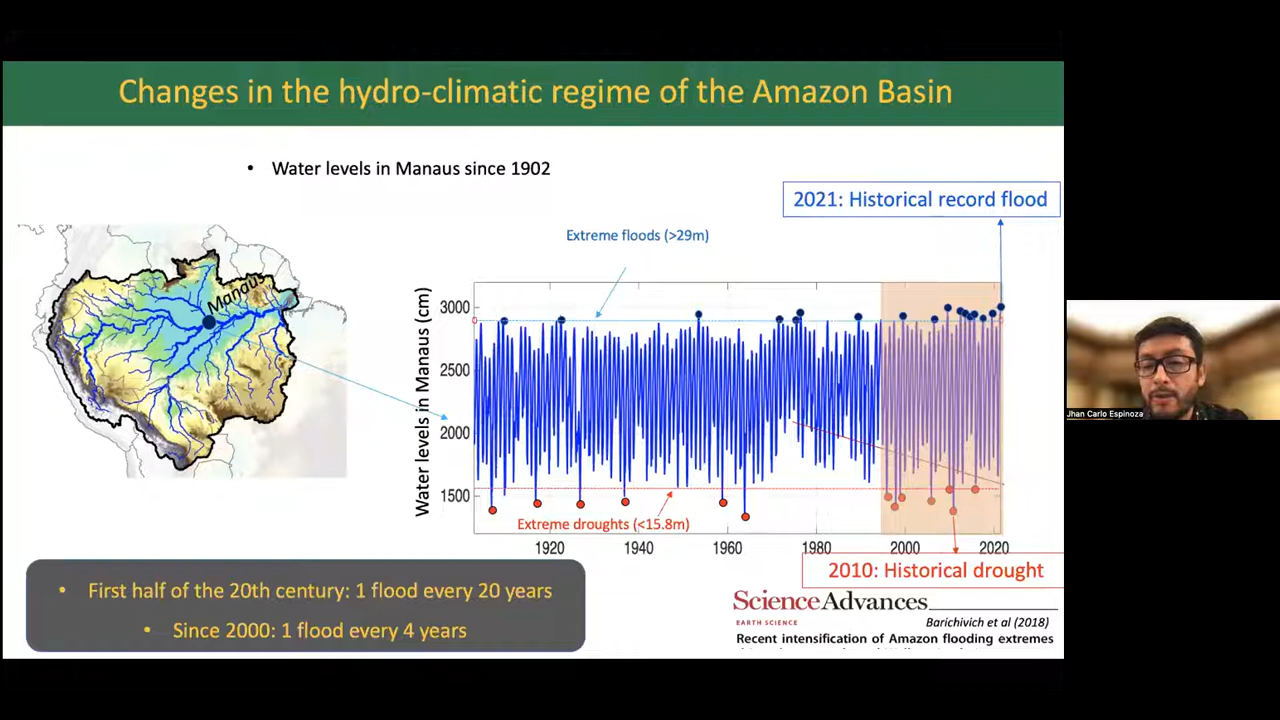 Changes in the hydro-climatic regime of the Amazon Basin
• Water levels in Manaus since 1902
2021: Historical record flood
Extreme floods (>29m)
Manaus
Water levels in Manaus (cm)
3000
2500
2000
1500
Extreme droughts (<15.8m)
1920
1940
1960
1980
2000
2020
2010: Historical drought
• First half of the 20th century: 1 flood every 20 years
• Since 2000: 1 flood every 4 years
ScienceAdvances
EARTH SCIENCE
Barichivich et al (2018)
Recent intensification of Amazon flooding extremes
Jhan Carlo Espinoza